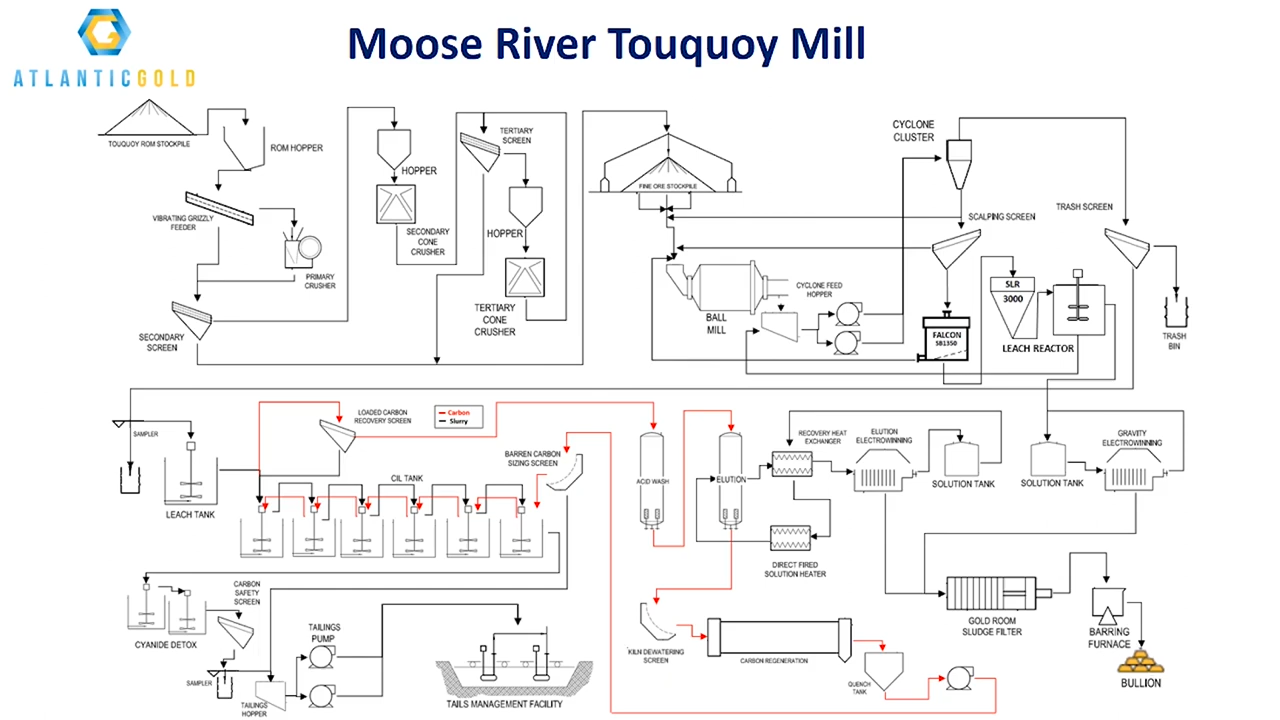 Moose River Touquoy Mill
ATLANTICGOLD
TOUQUOY ROM STOCKPILE
ROM HOPPER
VIBRATING GRIZZLY
FEEDER
PRIMARY
CRUSHER
SECONDARY
SCREEN
HOPPER
SECONDARY
CONE
CRUSHER
TERTIARY
SCREEN
HOPPER
TERTIARY
CONE
CRUSHER
FINE ORE STOCKPILE
BALL
MILL
CYCLONE FEED
HOPPER
CYCLONE
CLUSTER
SCALPING SCREEN
FALCON
SB1350
SLR
3000
LEACH REACTOR
TRASH SCREEN
TRASH
BIN
SAMPLER
LEACH TANK
LOADED CARBON
RECOVERY SCREEN
Carbon
Slurry
CIL TANK
BARREN CARBON
SIZING SCREEN
ACID WASH
ELUTION
RECOVERY HEAT
EXCHANGER
DIRECT FIRED
SOLUTION HEATER
ELUTION
ELECTROWINNING
SOLUTION TANK
SOLUTION TANK
GRAVITY
ELECTROWINNING
CYANIDE DETOX
CARBON
SAFETY
SCREEN
SAMPLER
TAILINGS
HOPPER
TAILINGS
PUMP
TAILS MANAGEMENT FACILITY
KILN DEWATERING
SCREEN
CARBON REGENERATION
QUENCH
TANK
GOLD ROOM
SLUDGE FILTER
BARRING
FURNACE
BULLION